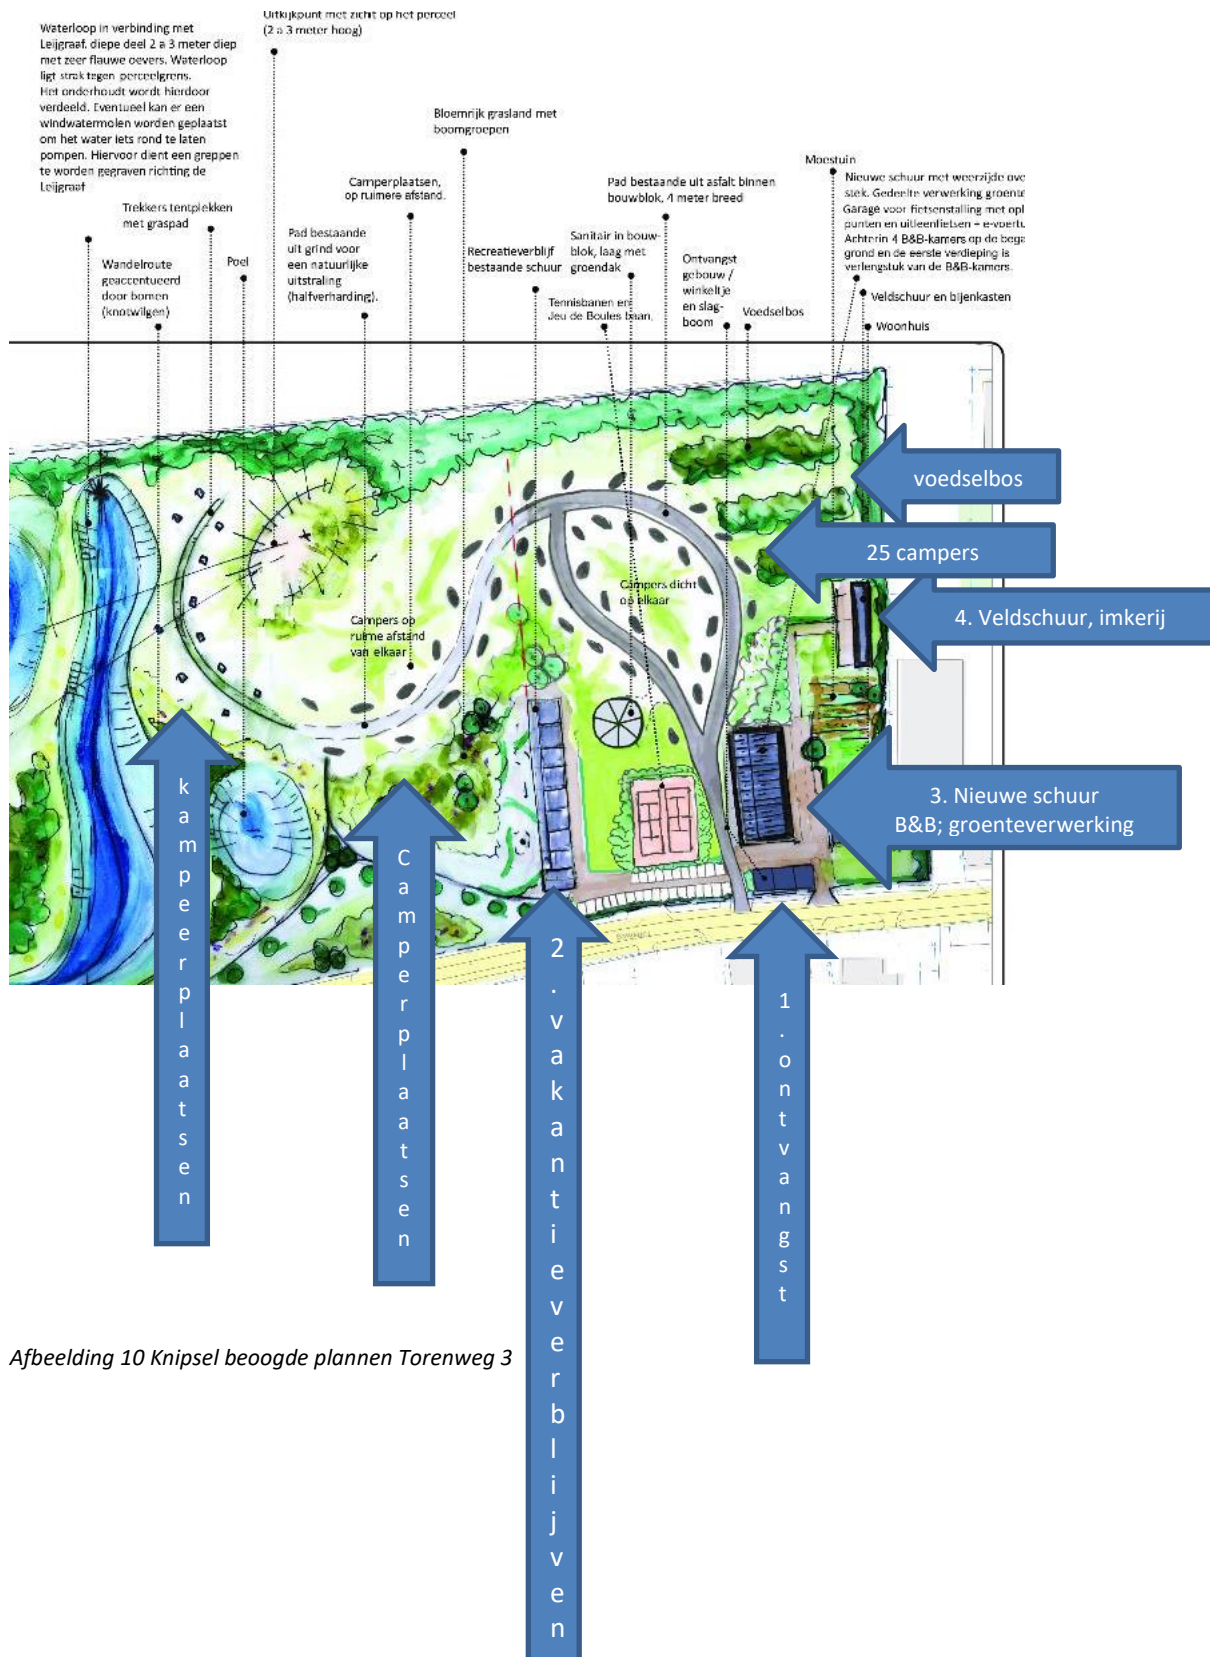 Uitkijkpunt met zicht op het perceel
(2 a 3 meter hoog)
Waterloop in verbinding met
Leijgraaf. diepe deel 2 a 3 meter diep
met zeer flauwe oevers. Waterloop
ligt strak tegen perceelgrens.
Het onderhoudt wordt hierdoor
verdeeld. Eventueel kan er een
windwatermolen worden geplaatst
om het water iets rond te laten
pompen. Hiervoor dient een greppen
te worden gegraven richting de
Leijgraaf
Bloemrijk grasland met
boomgroepen
Camperplaatsen,
op ruimere afstand.
Pad bestaande uit asfalt binnen
bouwblok, 4 meter breed
Moestuin
Nieuwe schuur met weerzijde ove
stek. Gedeelte verwerking groente
Garage voor fietsenstalling met opl
punten en uitleenfietsen – e-voertu
Achterin 4 B&B-kamers op de bega
grond en de eerste verdieping is
verlengstuk van de B&B-kamers.
Trekkers tentplekken
met graspad
Pad bestaande
uit grind voor
een natuurlijke
uitstraling
(halfverharding).
Sanitair in bouw-
blok, laag met
groendak
Recreatieverblijf
bestaande schuur
Ontvangst
gebouw /
winkeltje
en slag-
boom
Wandelroute
geaccentueerd
door bomen
(knotwilgen)
Poel
Tennisbanen en
Jeu de Boules baan.
Voedselbos
Veldschuur en bijenkasten
Woonhuis
voedselbos
25 campers
Campers dicht
op elkaar
4. Veldschuur, imkerij
Campers op
ruime afstand
van elkaar
3. Nieuwe schuur
B&B; groenteverwerking
kampeerplaatsen
Camperplaatsen
2.vakantieverblijven
1.ontvangst
Afbeelding 10 Knipsel beoogde plannen Torenweg 3